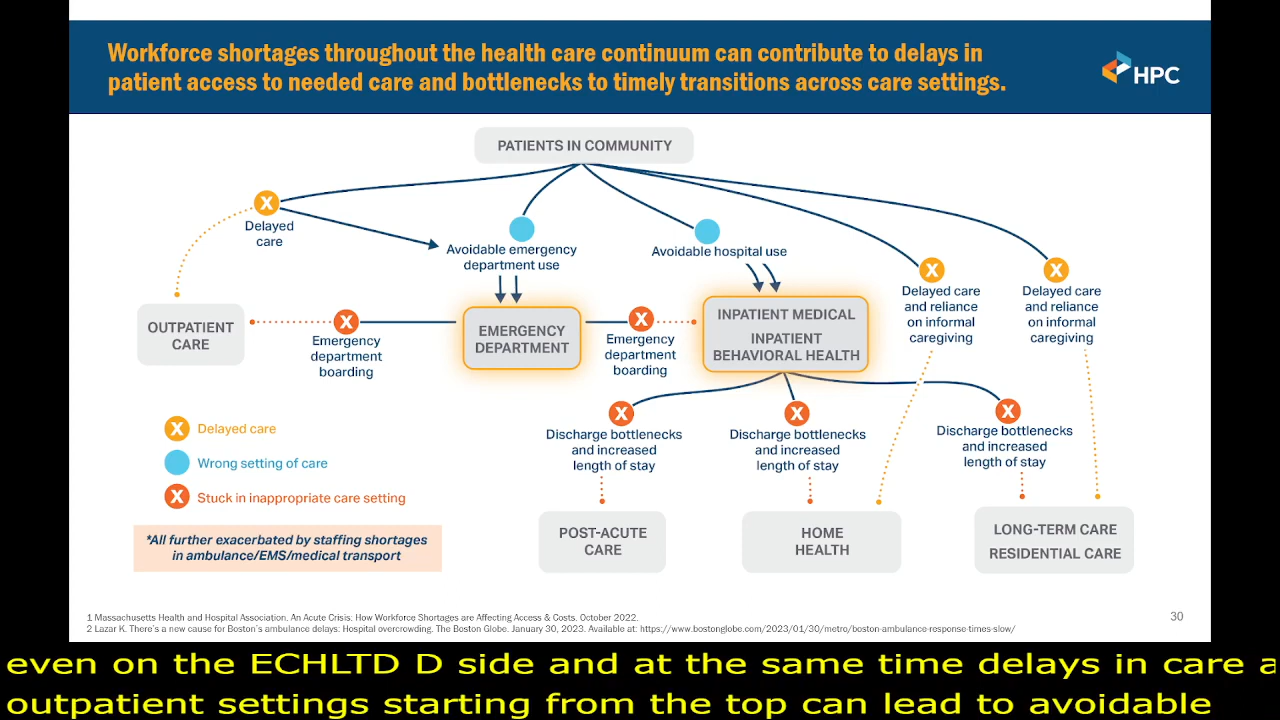 Workforce shortages throughout the health care continuum can contribute to delays in
patient access to needed care and bottlenecks to timely transitions across care settings.
HPC
PATIENTS IN COMMUNITY
X
Delayed
care
Avoidable emergency
department use
Avoidable hospital use
X
Delayed care
and reliance
on informal
caregiving
X
Delayed care
and reliance
on informal
caregiving
OUTPATIENT
CARE
X
Emergency
department
boarding
EMERGENCY
DEPARTMENT
X
Emergency
department
boarding
INPATIENT MEDICAL
INPATIENT
BEHAVIORAL HEALTH
X
Discharge bottlenecks
and increased
length of stay
X
Discharge bottlenecks
and increased
length of stay
X
Discharge bottlenecks
and increased
length of stay
X Delayed care
Wrong setting of care
X Stuck in inappropriate care setting
*All further exacerbated by staffing shortages
in ambulance/EMS/medical transport
POST-ACUTE
CARE
HOME
HEALTH
LONG-TERM CARE
RESIDENTIAL CARE
1 Massachusetts Health and Hospital Association. An Acute Crisis: How Workforce Shortages are Affecting Access & Costs. October 2022.
2 Lazar K. There's a new cause for Boston's ambulance delays: Hospital overcrowding. The Boston Globe. January 30, 2023. Available at: https://www.bostonglobe.com/2023/01/30/metro/boston-ambulance-response-times-slow/
30
even on the ECHLTD D side and at the same time delays in care a
outpatient settings starting from the top can lead to avoidable